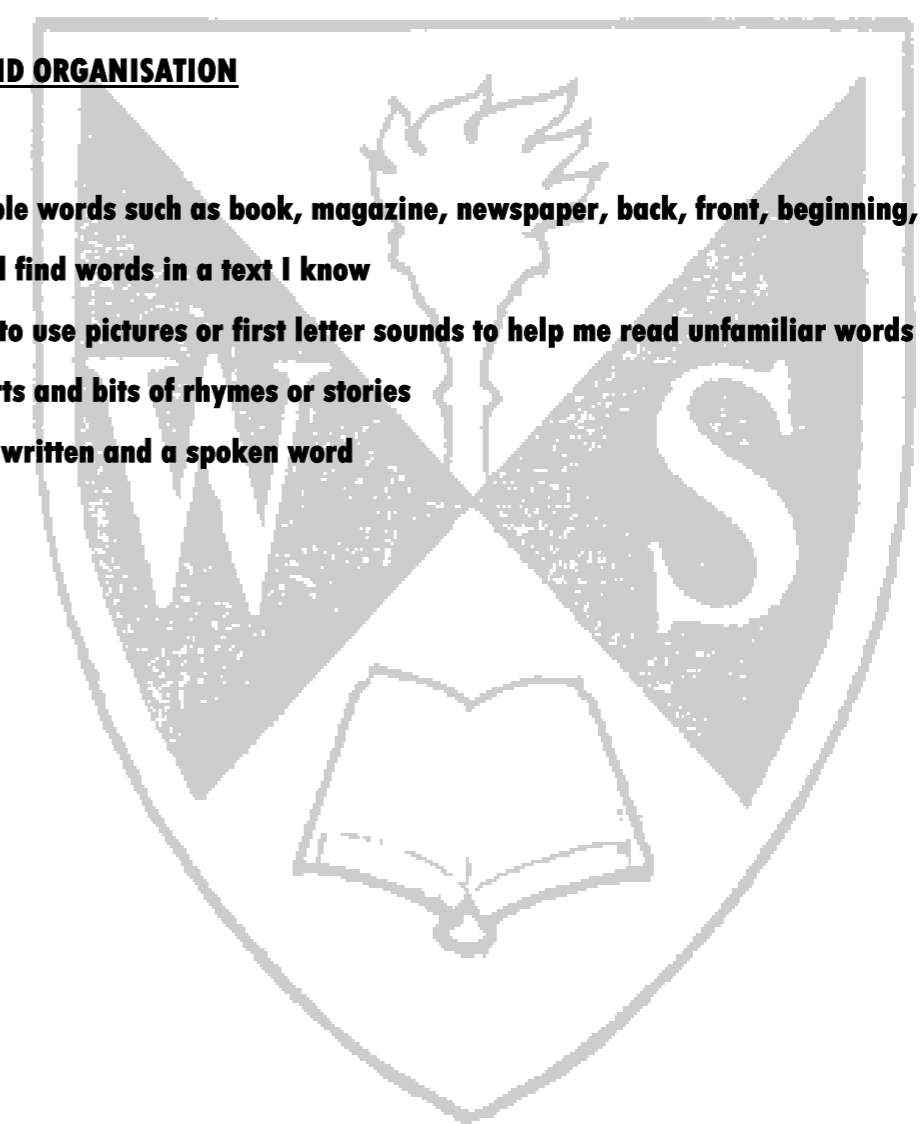 ND ORGANISATION
ple words such as book, magazine, newspaper, back, front, beginning,
d find words in a text I know
to use pictures or first letter sounds to help me read unfamiliar words
rts and bits of rhymes or stories
written and a spoken word
W S